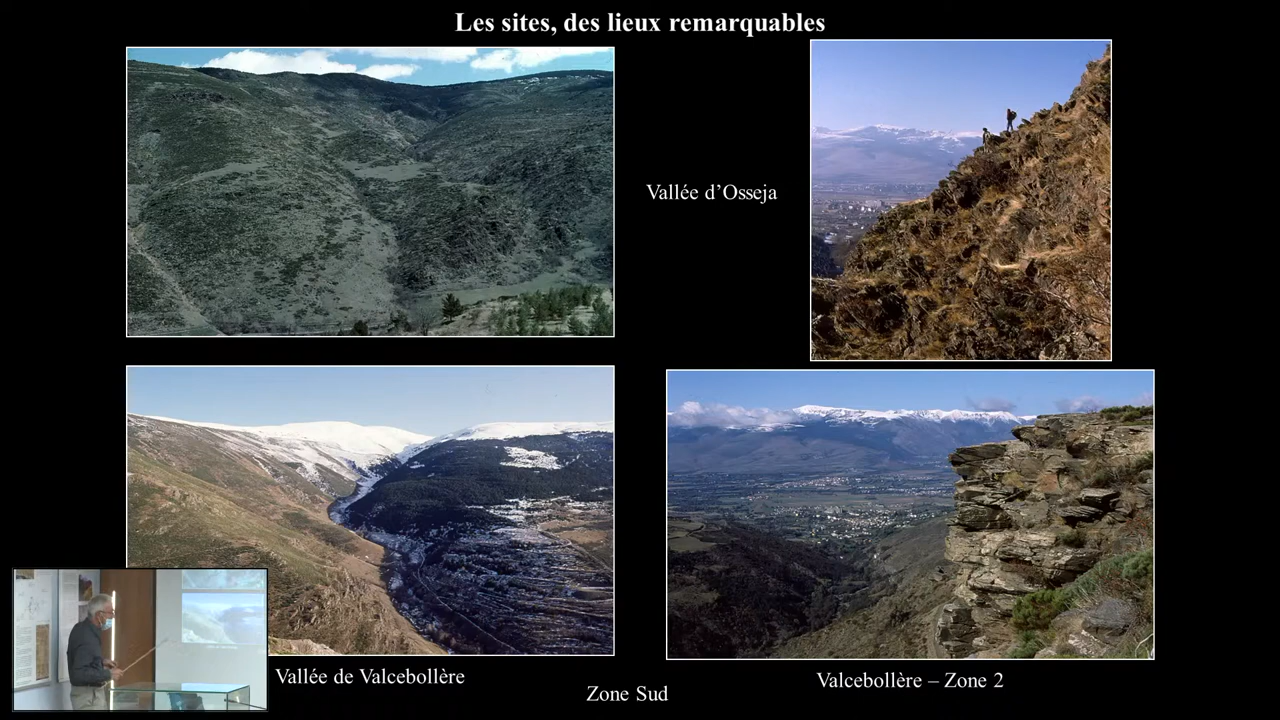 Les sites, des lieux remarquables
Vallée d’Osseja
Vallée de Valcebollère
Valcebollère – Zone 2
Zone Sud